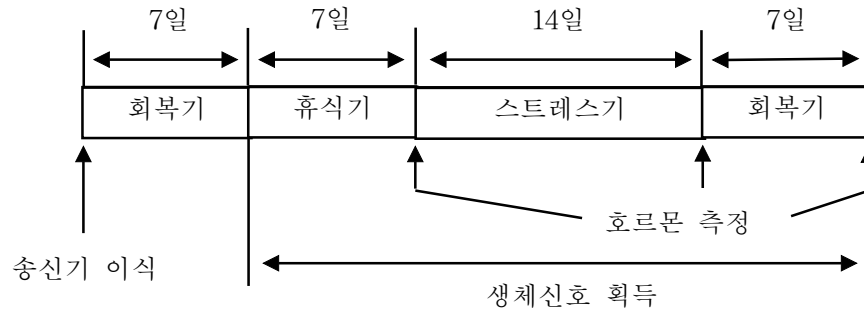 7일 7일 14일 7일
회복기 휴식기 스트레스기 회복기
호르몬 측정
송신기 이식
생체신호 획득